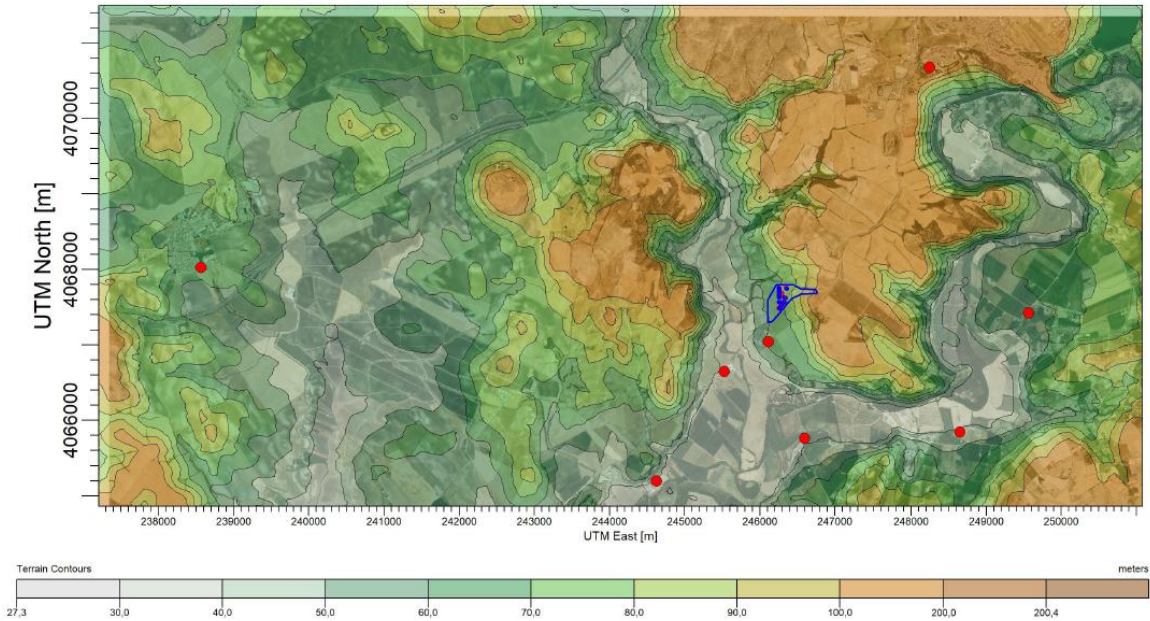 UTM North [m]
4070000
4068000
4066000
238000 239000 240000 241000 242000 243000 244000 245000 246000 247000 248000 249000 250000
UTM East [m]
Terrain Contours meters
27,3 30,0 40,0 50,0 60,0 70,0 80,0 90,0 100,0 200,0 200,4